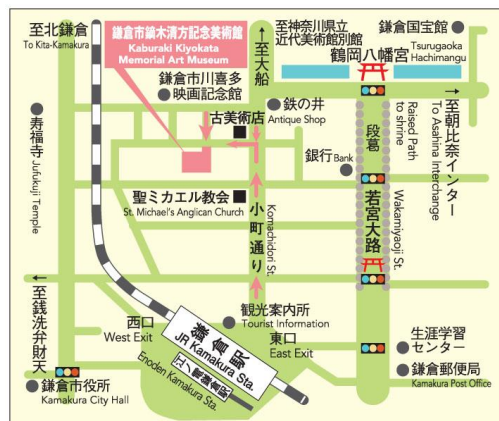 至北鎌倉
To Kita-Kamakura
鎌倉市鏑木清方記念美術館
Kaburaki Kiyokata
Memorial Art Museum
至大船
至神奈川県立
近代美術館別館
鎌倉国宝館
鶴岡八幡宮
Tsurugaoka
Hachimangu
鎌倉市川喜多
映画記念館
鉄の井
古美術店
Antique Shop
寿福寺
Jufukuji Temple
銀行 Bank
段葛
Raised Path
to shrine
至朝比奈インター
To Asahina Interchange
聖ミカエル教会
St. Michael's Anglican Church
小町通り
Komachidori St.
若宮大路
Wakamiyaoji St.
至銭洗弁財天
西口
West Exit
鎌倉駅
JR Kamakura Sta.
江ノ電鎌倉駅
Enoden Kamakura Sta.
観光案内所
Tourist Information
東口
East Exit
生涯学習
センター
鎌倉郵便局
Kamakura Post Office
鎌倉市役所
Kamakura City Hall